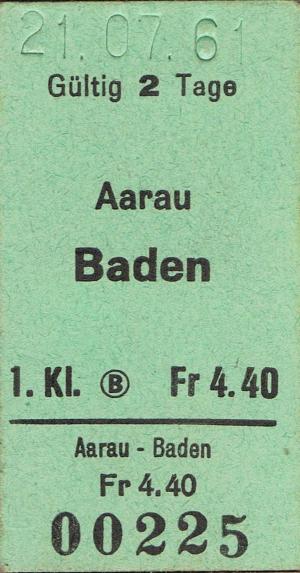 21.07.61
Gültig 2 Tage
Aarau
Baden
1. Kl. Ⓑ Fr 4.40
Aarau - Baden
Fr 4.40
00225